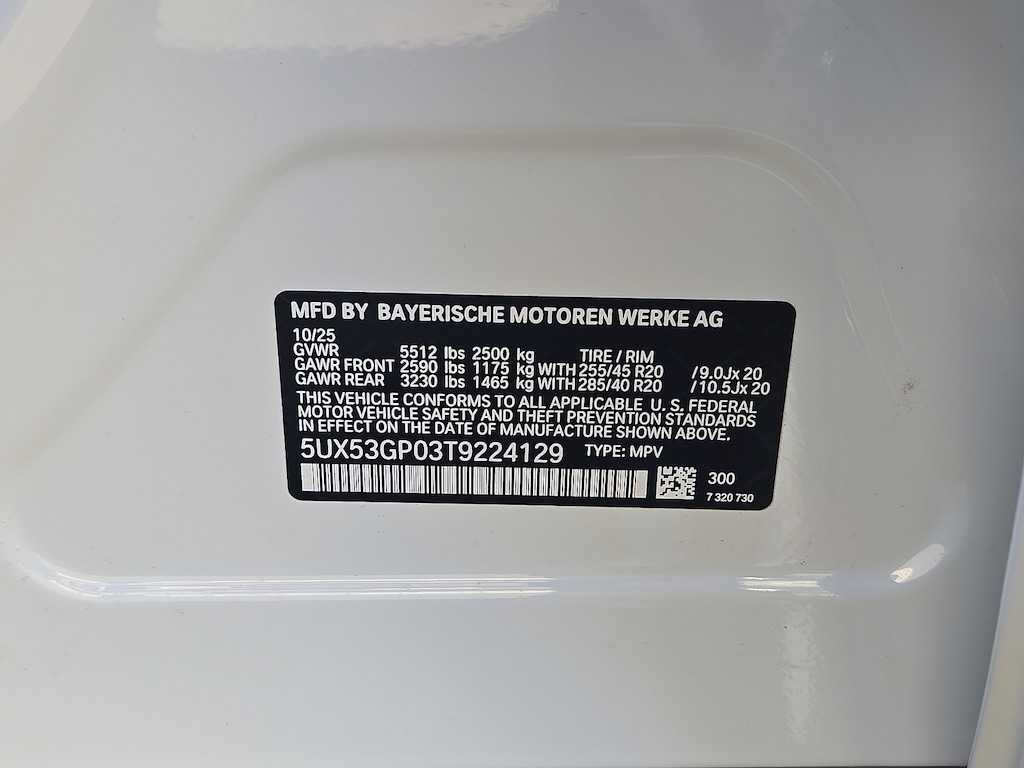 MFD BY BAYERISCHE MOTOREN WERKE AG
10/25
GVWR 5512 lbs 2500 kg TIRE / RIM
GAWR FRONT 2590 lbs 1175 kg WITH 255/45 R20 / 9.0Jx 20
GAWR REAR 3230 lbs 1465 kg WITH 285/40 R20 / 10.5Jx 20
THIS VEHICLE CONFORMS TO ALL APPLICABLE U. S. FEDERAL
MOTOR VEHICLE SAFETY AND THEFT PREVENTION STANDARDS
IN EFFECT ON THE DATE OF MANUFACTURE SHOWN ABOVE.
5UX53GP03T9224129 TYPE: MPV
300
7 320 730